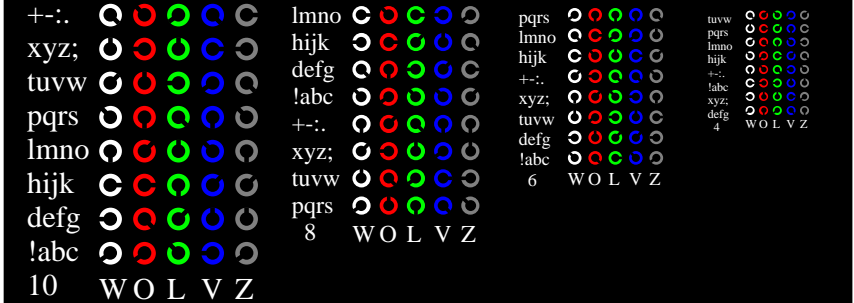 +-:.
xyz;
tuvw
pqrs
lmno
hijk
defg
!abc
10 W O L V Z
lmno
hijk
defg
!abc
+-:.
xyz;
tuvw
pqrs
8 W O L V Z
pqrs
lmno
hijk
+-:.
xyz;
tuvw
defg
!abc
6 W O L V Z
tuvw
pqrs
lmno
hijk
+-:.
!abc
xyz;
defg
4 W O L V Z